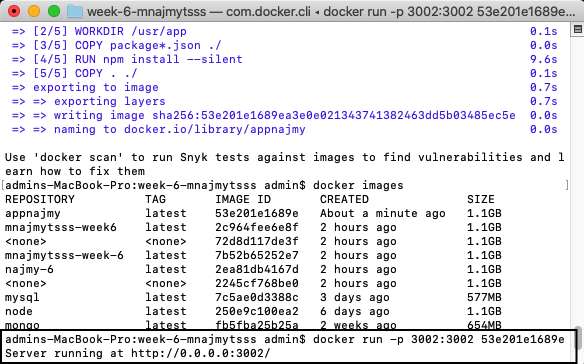 week-6-mnajmytsss — com.docker.cli ◂ docker run -p 3002:3002 53e201e1689e...
=> [2/5] WORKDIR /usr/app 0.1s
=> [3/5] COPY package*.json ./ 0.0s
=> [4/5] RUN npm install --silent 9.6s
=> [5/5] COPY . ./ 0.1s
=> exporting to image 0.7s
=> => exporting layers 0.7s
=> => writing image sha256:53e201e1689ea3e0e021343741382463dd5b03485ec5e 0.0s
=> => naming to docker.io/library/appnajmy 0.0s
Use 'docker scan' to run Snyk tests against images to find vulnerabilities and l
earn how to fix them
[admins-MacBook-Pro:week-6-mnajmytsss admin$ docker images ]
REPOSITORY TAG IMAGE ID CREATED SIZE
appnajmy latest 53e201e1689e About a minute ago 1.1GB
mnajmytsss-week6 latest 2c964fee6e8f 2 hours ago 1.1GB
<none> <none> 72d8d117de3f 2 hours ago 1.1GB
mnajmytsss-week-6 latest 7b52b65252e7 2 hours ago 1.1GB
najmy-6 latest 2ea81db4167d 2 hours ago 1.1GB
<none> <none> 2245cf768be0 2 hours ago 1.1GB
mysql latest 7c5ae0d3388c 3 days ago 577MB
node latest 250e9c100ea2 6 days ago 1.1GB
mongo latest fb5fba25b25a 2 weeks ago 654MB
admins-MacBook-Pro:week-6-mnajmytsss admin$ docker run -p 3002:3002 53e201e1689e
Server running at http://0.0.0.0:3002/